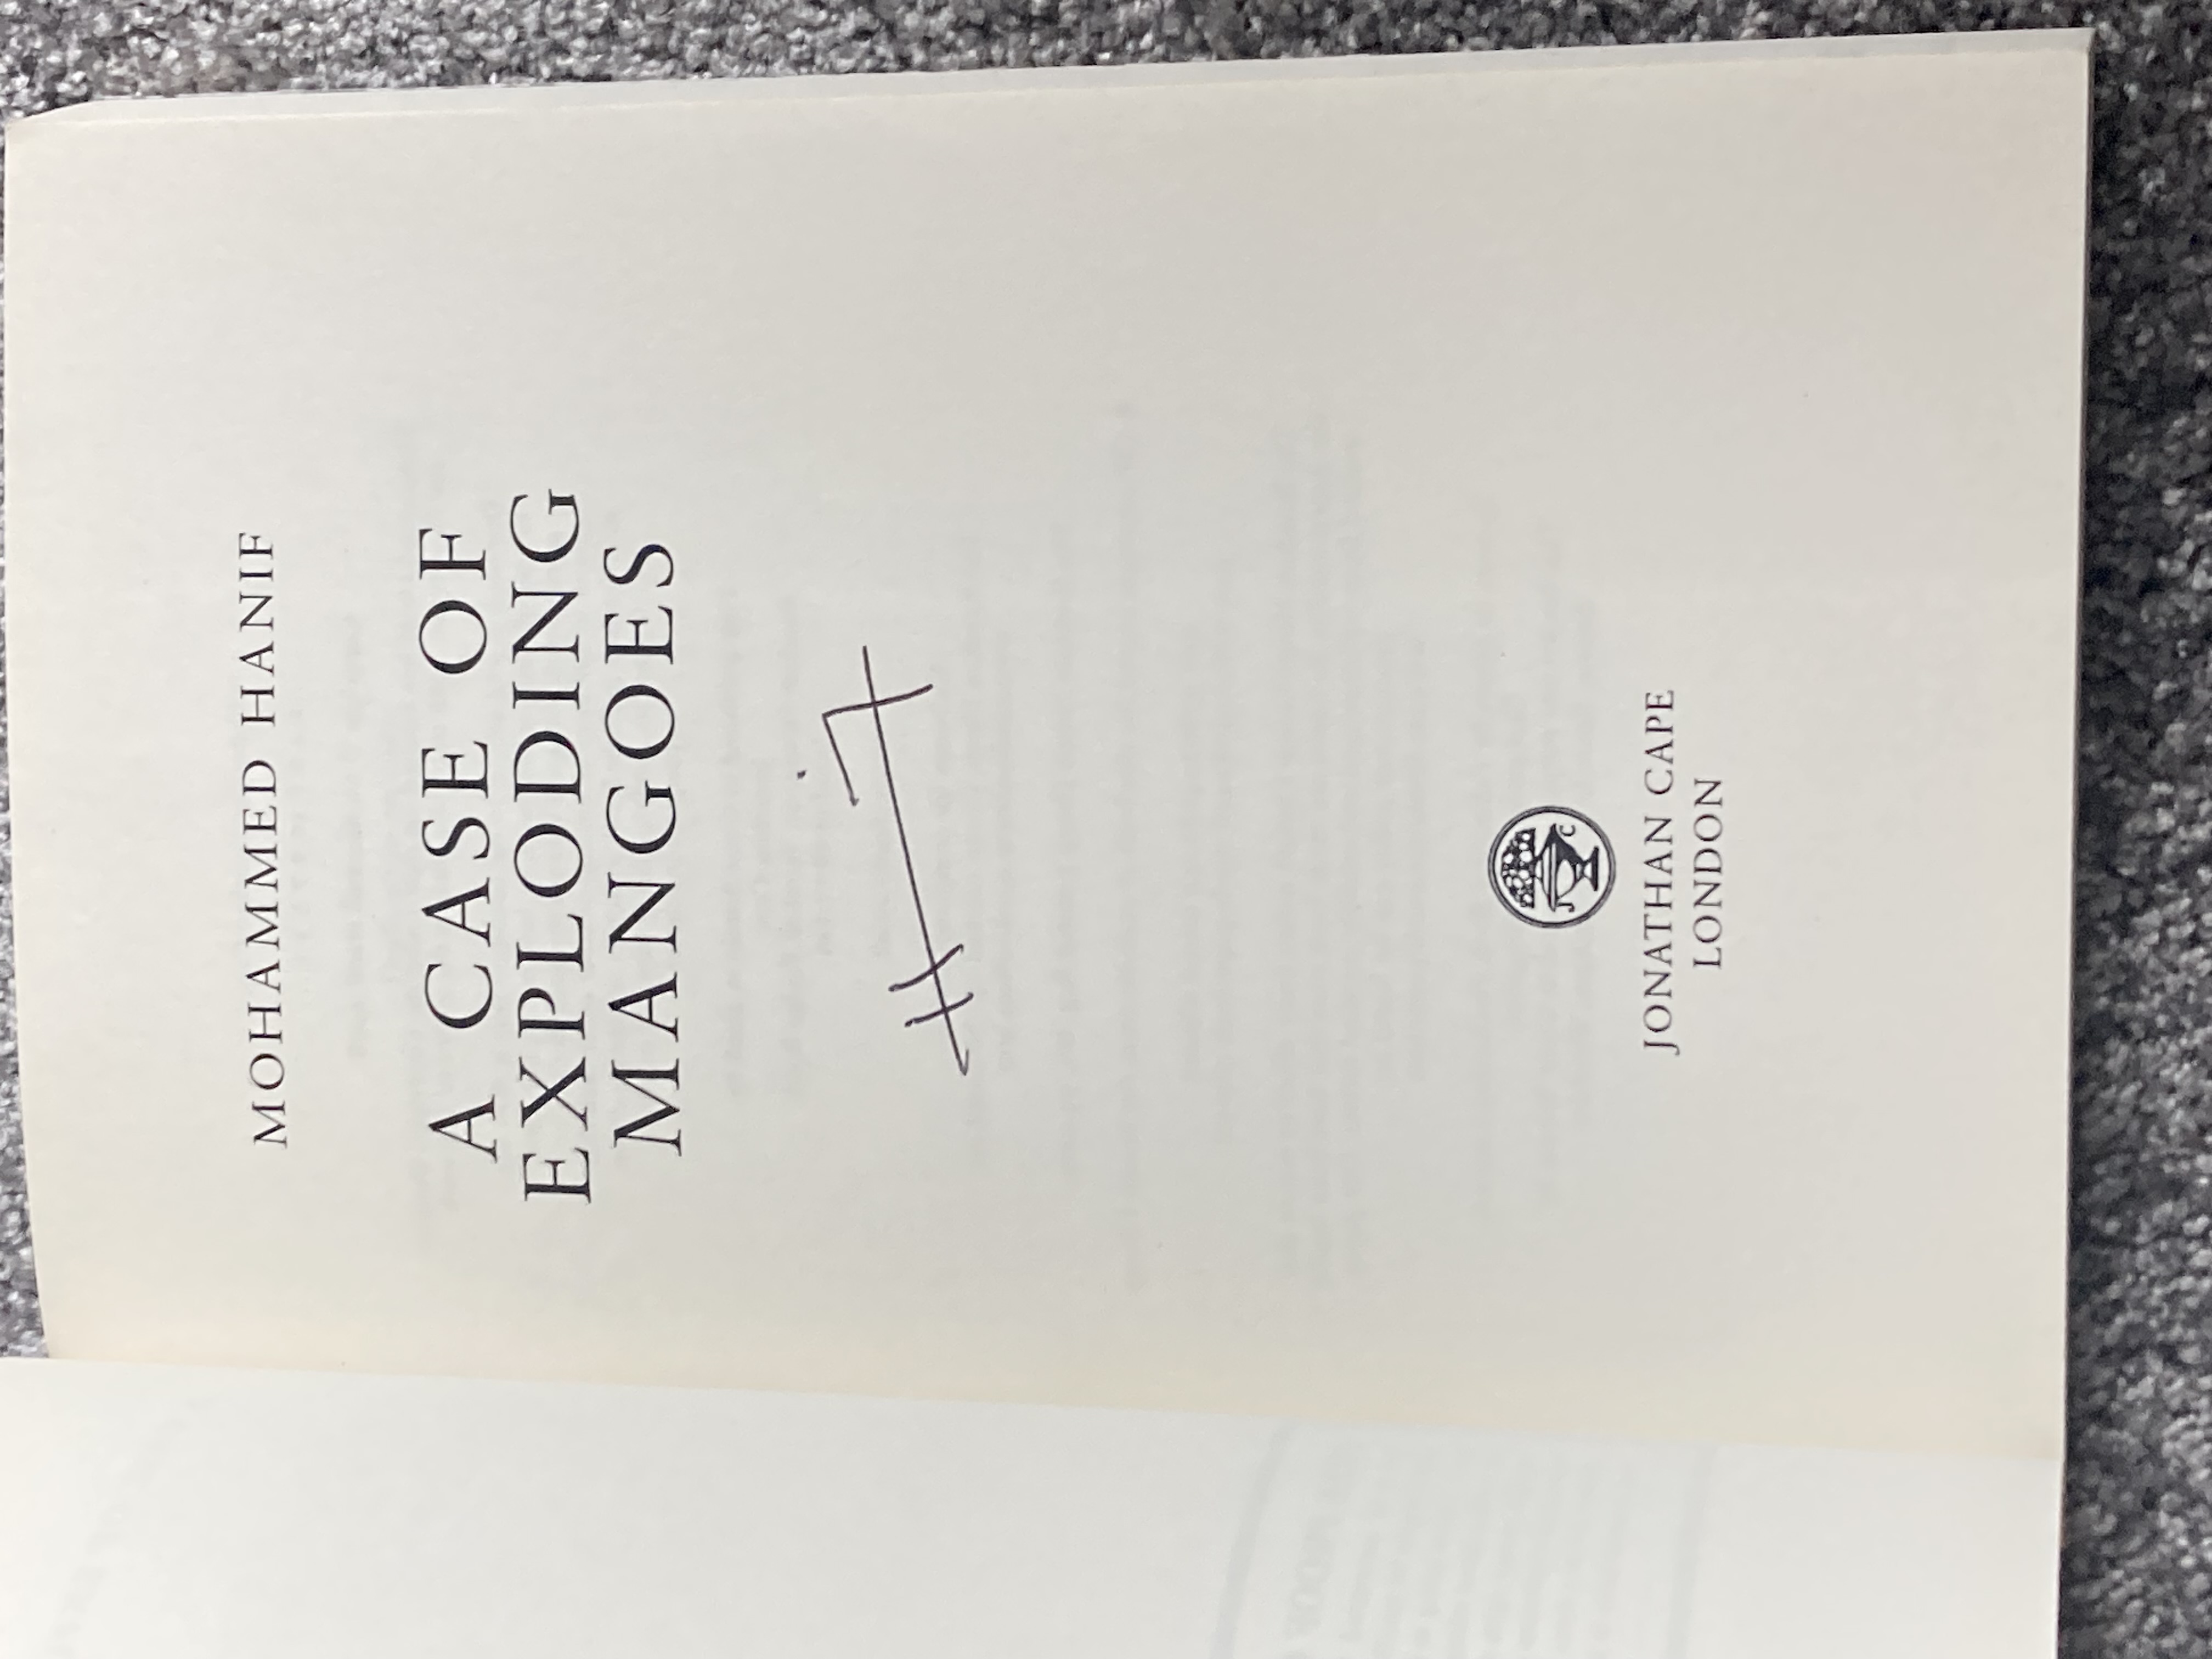 MOHAMMED HANIF
A CASE OF
EXPLODING
MANGOES
J C
JONATHAN CAPE
LONDON